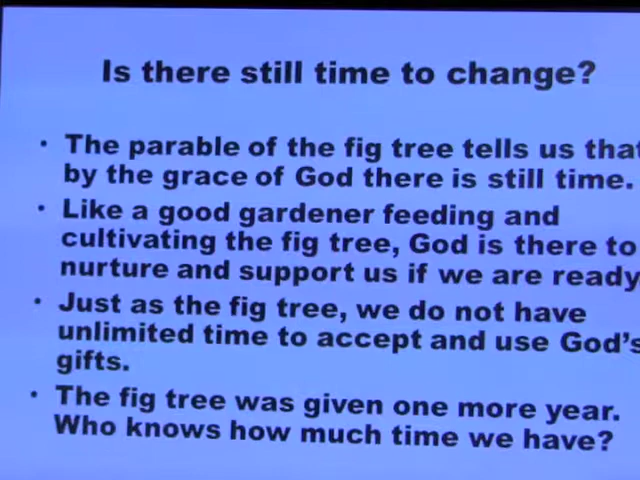 Is there still time to change?
• The parable of the fig tree tells us that
by the grace of God there is still time.
• Like a good gardener feeding and
cultivating the fig tree, God is there to
nurture and support us if we are ready
• Just as the fig tree, we do not have
unlimited time to accept and use God's
gifts.
• The fig tree was given one more year.
Who knows how much time we have?